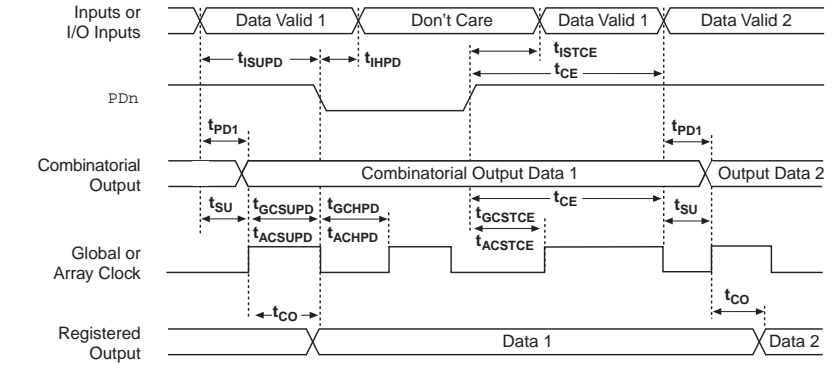 Inputs or
I/O Inputs
Data Valid 1
Don't Care
Data Valid 1
Data Valid 2
tISUPD
tIHPD
tISTCE
tCE
PDn
tPD1
tPD1
Combinatorial
Output
Combinatorial Output Data 1
Output Data 2
tSU
tGCSUPD
tGCHPD
tCE
tSU
tACSUPD
tACHPD
tGCSTCE
tACSTCE
Global or
Array Clock
tCO
tCO
Registered
Output
Data 1
Data 2